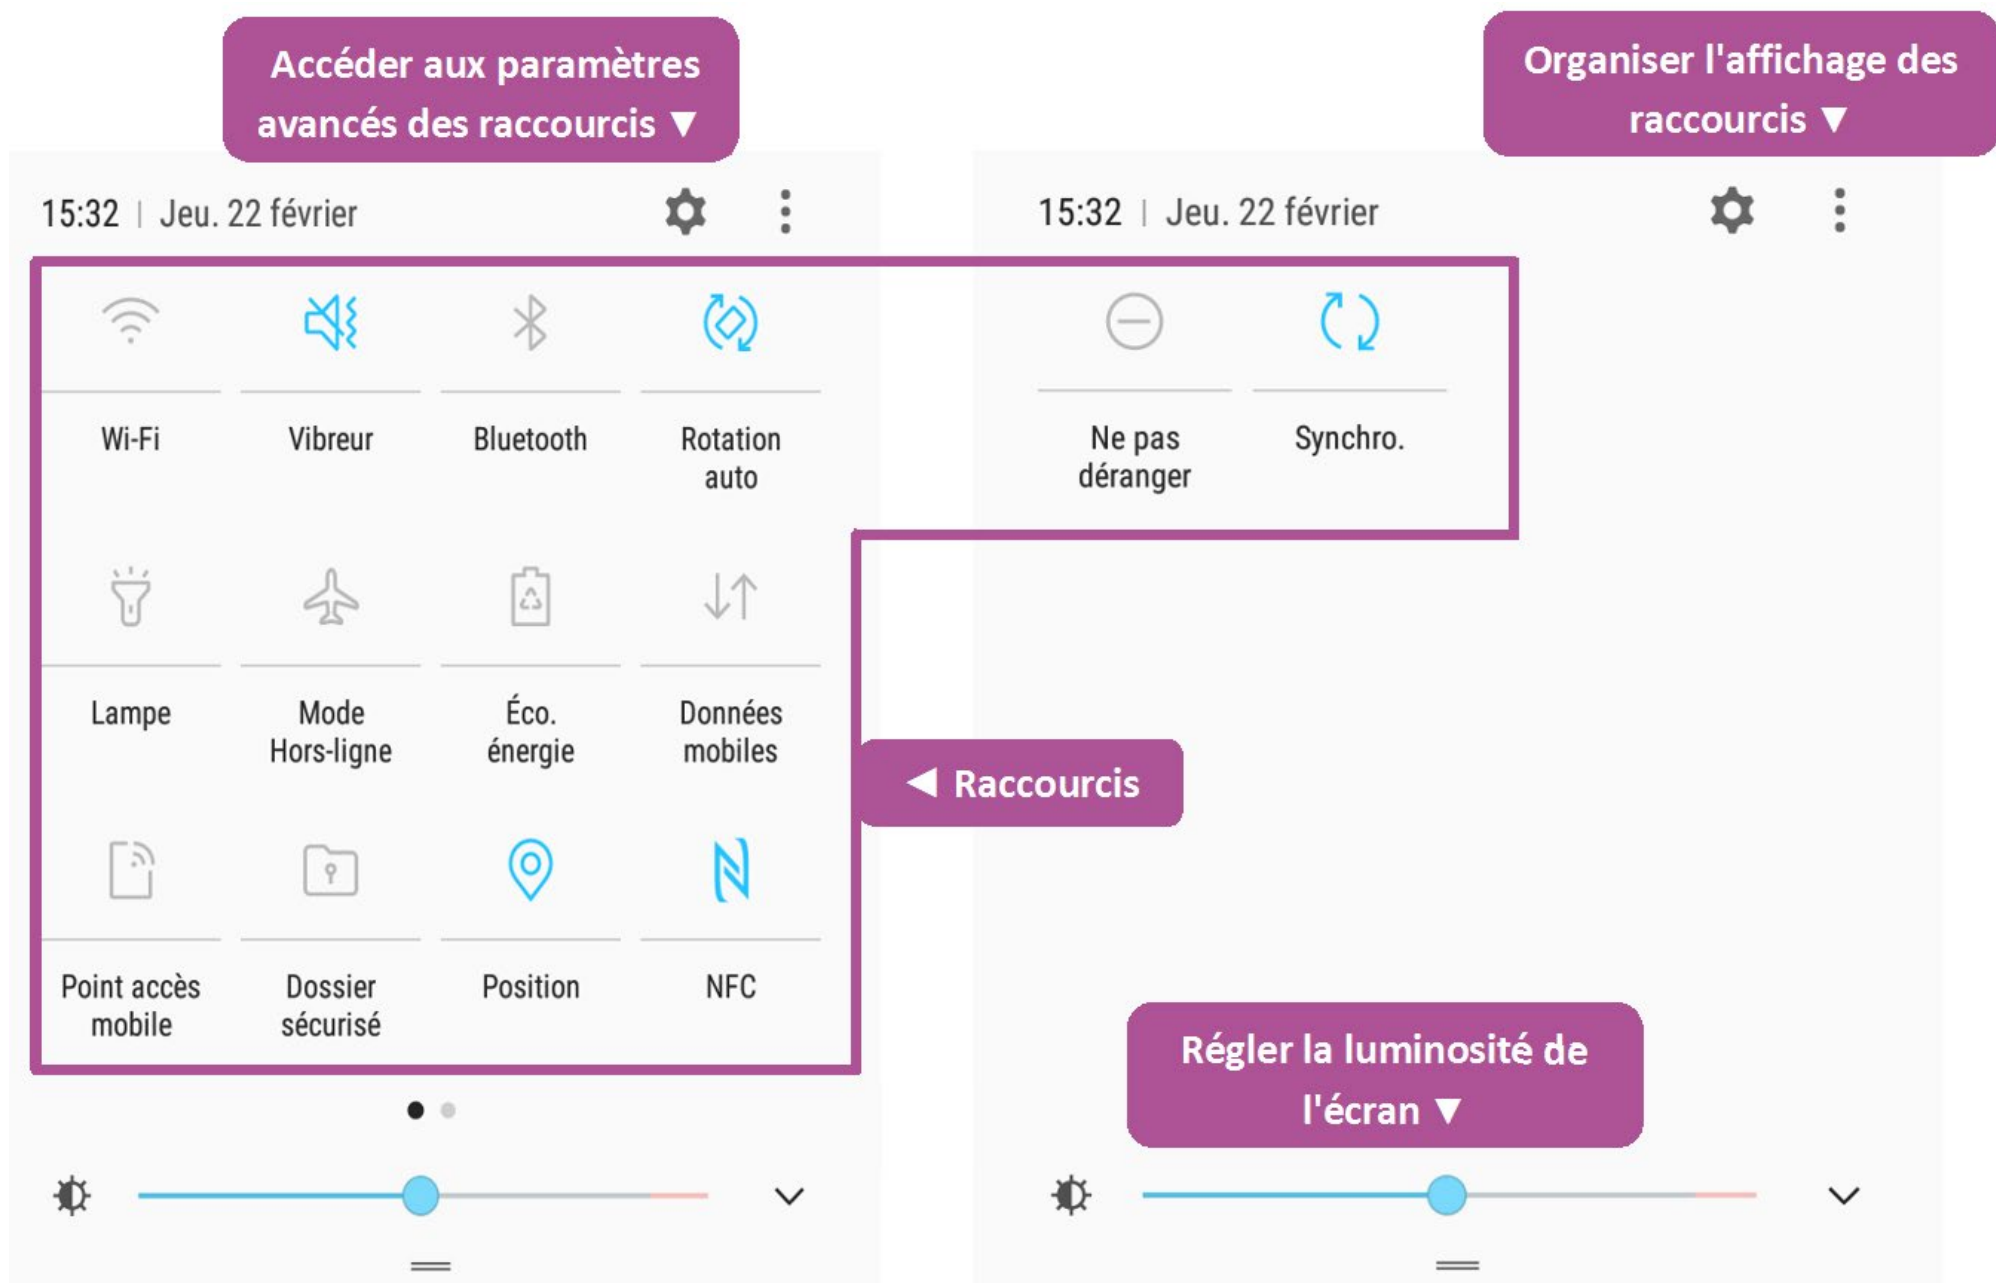 Accéder aux paramètres
avancés des raccourcis ▼
Organiser l'affichage des
raccourcis ▼
15:32 | Jeu. 22 février
15:32 | Jeu. 22 février
Wi-Fi
Vibreur
Bluetooth
Rotation
auto
Ne pas
déranger
Synchro.
Lampe
Mode
Hors-ligne
Éco.
énergie
Données
mobiles
◄ Raccourcis
Point accès
mobile
Dossier
sécurisé
Position
NFC
Régler la luminosité de
l'écran ▼